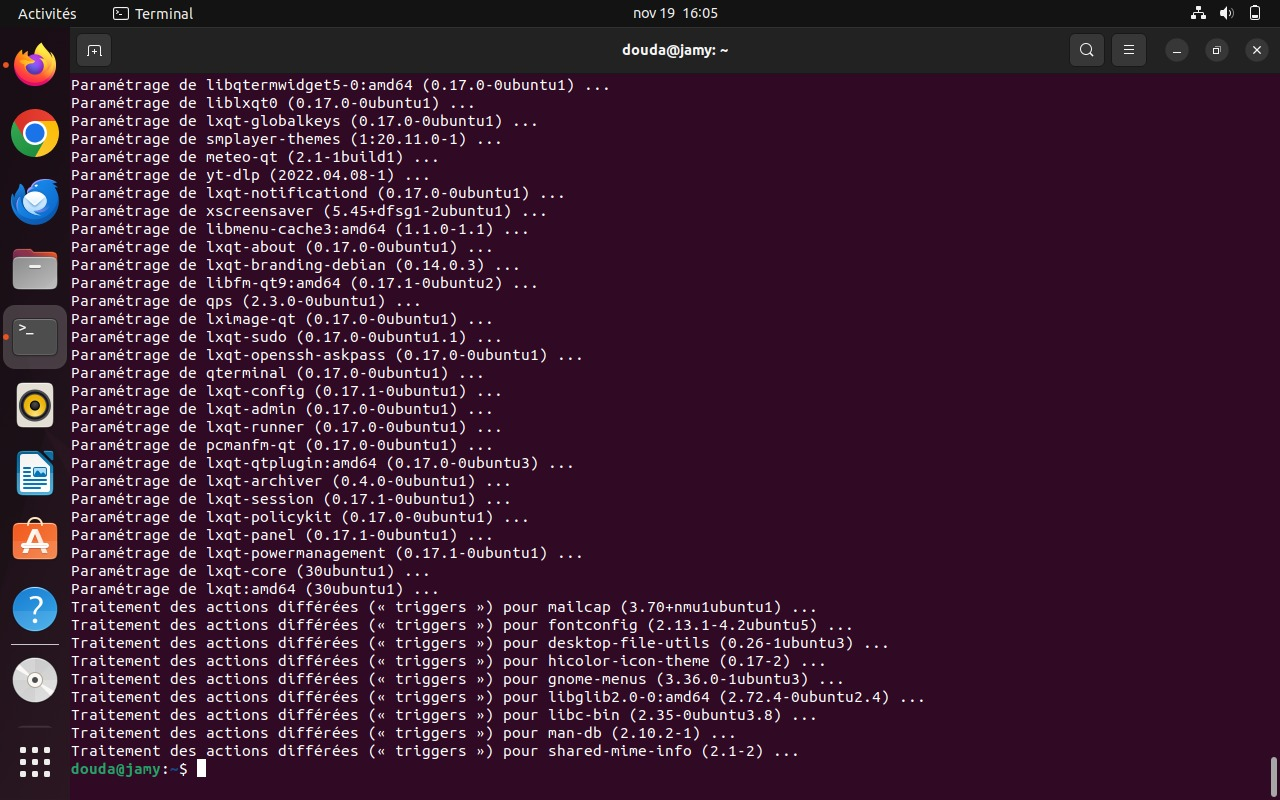 Activités
Terminal
nov 19 16:05
douda@jamy: ~
Paramétrage de libqtermwidget5-0:amd64 (0.17.0-0ubuntu1) ...
Paramétrage de liblxqt0 (0.17.0-0ubuntu1) ...
Paramétrage de lxqt-globalkeys (0.17.0-0ubuntu1) ...
Paramétrage de smplayer-themes (1:20.11.0-1) ...
Paramétrage de meteo-qt (2.1-1build1) ...
Paramétrage de yt-dlp (2022.04.08-1) ...
Paramétrage de lxqt-notificationd (0.17.0-0ubuntu1) ...
Paramétrage de xscreensaver (5.45+dfsg1-2ubuntu1) ...
Paramétrage de libmenu-cache3:amd64 (1.1.0-1.1) ...
Paramétrage de lxqt-about (0.17.0-0ubuntu1) ...
Paramétrage de lxqt-branding-debian (0.14.0.3) ...
Paramétrage de libfm-qt9:amd64 (0.17.1-0ubuntu2) ...
Paramétrage de qps (2.3.0-0ubuntu1) ...
Paramétrage de lximage-qt (0.17.0-0ubuntu1) ...
Paramétrage de lxqt-sudo (0.17.0-0ubuntu1.1) ...
Paramétrage de lxqt-openssh-askpass (0.17.0-0ubuntu1) ...
Paramétrage de qterminal (0.17.0-0ubuntu1) ...
Paramétrage de lxqt-config (0.17.1-0ubuntu1) ...
Paramétrage de lxqt-admin (0.17.0-0ubuntu1) ...
Paramétrage de lxqt-runner (0.17.0-0ubuntu1) ...
Paramétrage de pcmanfm-qt (0.17.0-0ubuntu1) ...
Paramétrage de lxqt-qtplugin:amd64 (0.17.0-0ubuntu3) ...
Paramétrage de lxqt-archiver (0.4.0-0ubuntu1) ...
Paramétrage de lxqt-session (0.17.1-0ubuntu1) ...
Paramétrage de lxqt-policykit (0.17.0-0ubuntu1) ...
Paramétrage de lxqt-panel (0.17.1-0ubuntu1) ...
Paramétrage de lxqt-powermanagement (0.17.1-0ubuntu1) ...
Paramétrage de lxqt-core (30ubuntu1) ...
Paramétrage de lxqt:amd64 (30ubuntu1) ...
Traitement des actions différées (« triggers ») pour mailcap (3.70+nmu1ubuntu1) ...
Traitement des actions différées (« triggers ») pour fontconfig (2.13.1-4.2ubuntu5) ...
Traitement des actions différées (« triggers ») pour desktop-file-utils (0.26-1ubuntu3) ...
Traitement des actions différées (« triggers ») pour hicolor-icon-theme (0.17-2) ...
Traitement des actions différées (« triggers ») pour gnome-menus (3.36.0-1ubuntu3) ...
Traitement des actions différées (« triggers ») pour libglib2.0-0:amd64 (2.72.4-0ubuntu2.4) ...
Traitement des actions différées (« triggers ») pour libc-bin (2.35-0ubuntu3.8) ...
Traitement des actions différées (« triggers ») pour man-db (2.10.2-1) ...
Traitement des actions différées (« triggers ») pour shared-mime-info (2.1-2) ...
douda@jamy:~$